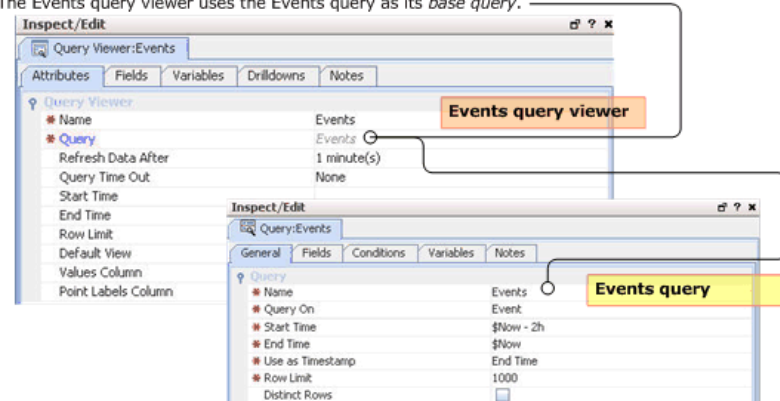 The Events query viewer uses the Events query as its base query.
Inspect/Edit
Query Viewer:Events
Attributes Fields Variables Drilldowns Notes
Query Viewer
Name Events
Query Events
Events query viewer
Refresh Data After 1 minute(s)
Query Time Out None
Start Time
End Time
Row Limit
Default View
Values Column
Point Labels Column
Inspect/Edit
Query:Events
General Fields Conditions Variables Notes
Query
Name Events
Events query
Query On Event
Start Time $Now - 2h
End Time $Now
Use as Timestamp End Time
Row Limit 1000
Distinct Rows